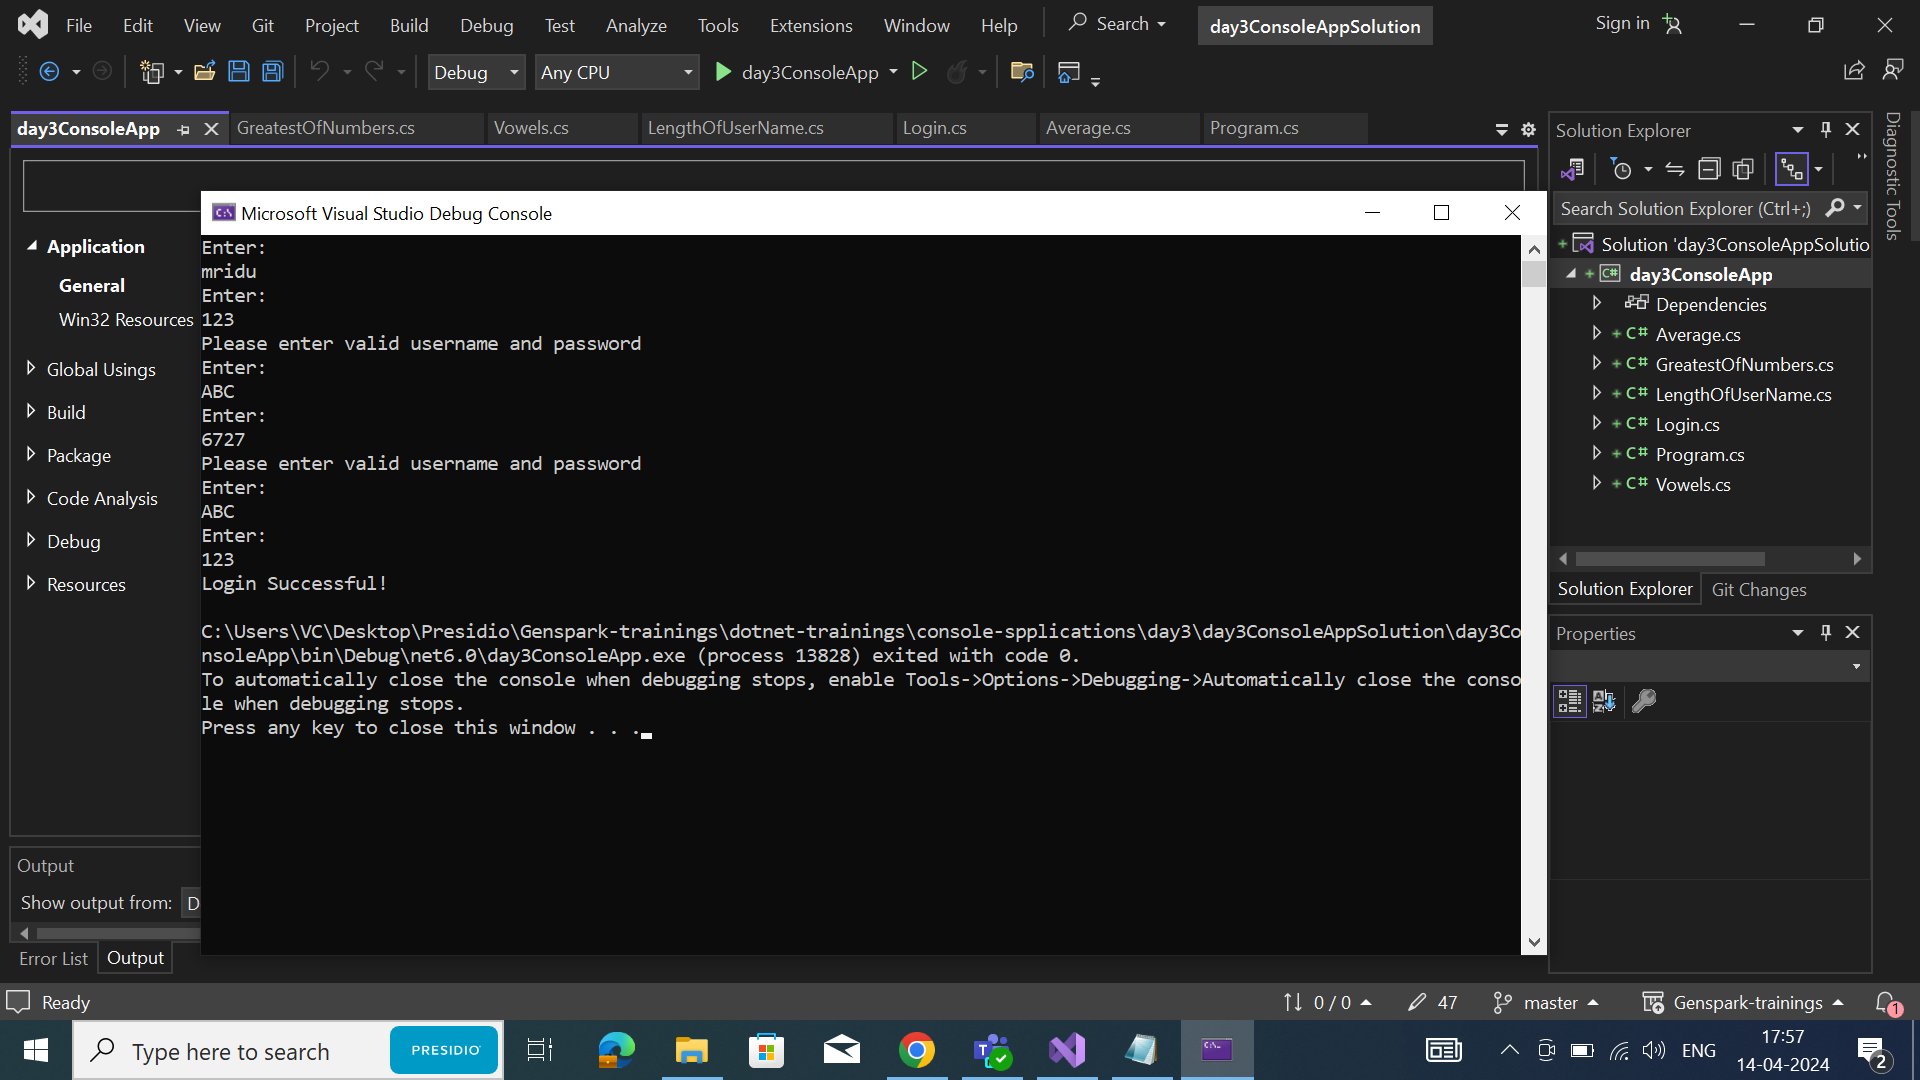 File Edit View Git Project Build Debug Test Analyze Tools Extensions Window Help Search day3ConsoleAppSolution Sign in
Debug Any CPU day3ConsoleApp
day3ConsoleApp GreatestOfNumbers.cs Vowels.cs LengthOfUserName.cs Login.cs Average.cs Program.cs
Application
General
Win32 Resources
Global Usings
Build
Package
Code Analysis
Debug
Resources
Microsoft Visual Studio Debug Console
Enter:
mridu
Enter:
123
Please enter valid username and password
Enter:
ABC
Enter:
6727
Please enter valid username and password
Enter:
ABC
Enter:
123
Login Successful!
C:\Users\VC\Desktop\Presidio\Genspark-trainings\dotnet-trainings\console-spplications\day3\day3ConsoleAppSolution\day3Co
nsoleApp\bin\Debug\net6.0\day3ConsoleApp.exe (process 13828) exited with code 0.
To automatically close the console when debugging stops, enable Tools->Options->Debugging->Automatically close the conso
le when debugging stops.
Press any key to close this window . . .
Solution Explorer
Search Solution Explorer (Ctrl+;)
Solution 'day3ConsoleAppSolutio
day3ConsoleApp
Dependencies
C# Average.cs
C# GreatestOfNumbers.cs
C# LengthOfUserName.cs
C# Login.cs
C# Program.cs
C# Vowels.cs
Solution Explorer Git Changes
Properties
Diagnostic Tools
Output
Show output from: D
Error List Output
Ready 0 / 0 47 master Genspark-trainings 1
Type here to search PRESIDIO ENG 17:57
14-04-2024 2